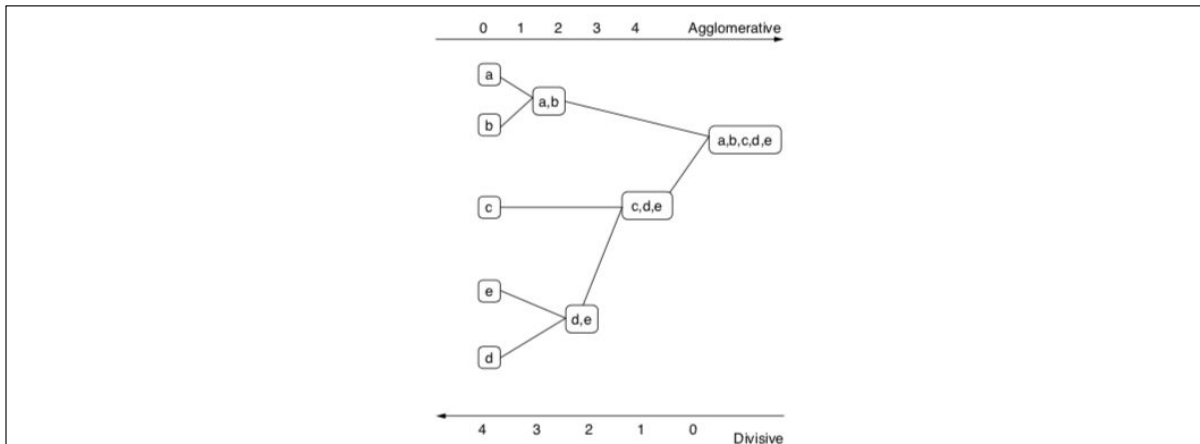 0 1 2 3 4 Agglomerative
a
a,b
b
a,b,c,d,e
c
c,d,e
e
d,e
d
4 3 2 1 0
Divisive